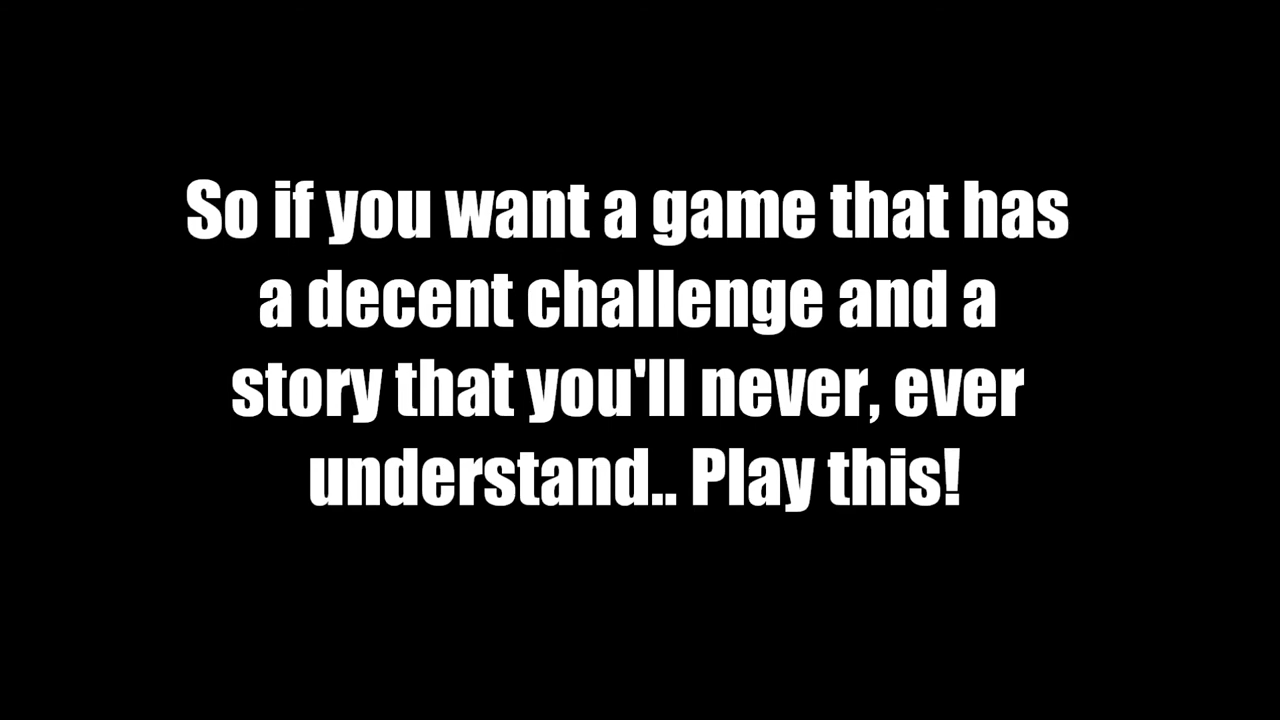 So if you want a game that has
a decent challenge and a
story that you'll never, ever
understand.. Play this!